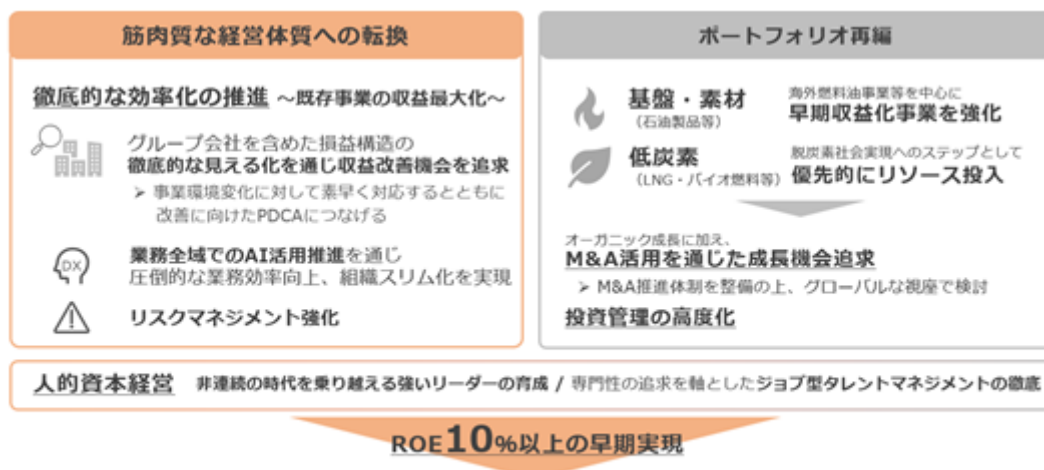 筋肉質な経営体質への転換
徹底的な効率化の推進 ～既存事業の収益最大化～
グループ会社を含めた損益構造の
徹底的な見える化を通じ収益改善機会を追求
➢ 事業環境変化に対して素早く対応するとともに
改善に向けたPDCAにつなげる
DX
業務全域でのAI活用推進を通じ
圧倒的な業務効率向上、組織スリム化を実現
リスクマネジメント強化
ポートフォリオ再編
基盤・素材
（石油製品等）
海外燃料油事業等を中心に
早期収益化事業を強化
低炭素
（LNG・バイオ燃料等）
脱炭素社会実現へのステップとして
優先的にリソース投入
オーガニック成長に加え、
M&A活用を通じた成長機会追求
➢ M&A推進体制を整備の上、グローバルな視座で検討
投資管理の高度化
人的資本経営 非連続の時代を乗り越える強いリーダーの育成 / 専門性の追求を軸としたジョブ型タレントマネジメントの徹底
ROE10%以上の早期実現